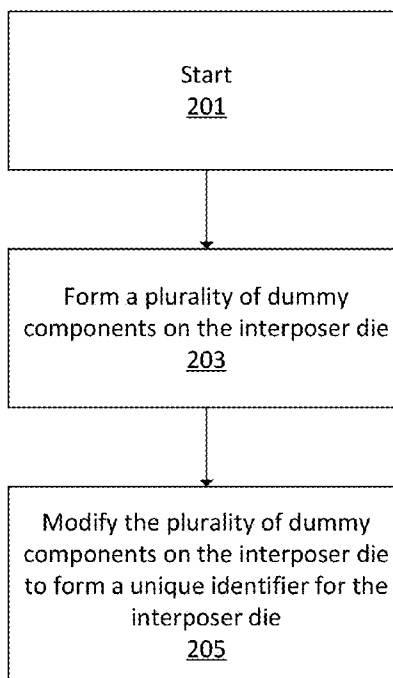 Start
201
Form a plurality of dummy
components on the interposer die
203
Modify the plurality of dummy
components on the interposer die
to form a unique identifier for the
interposer die
205